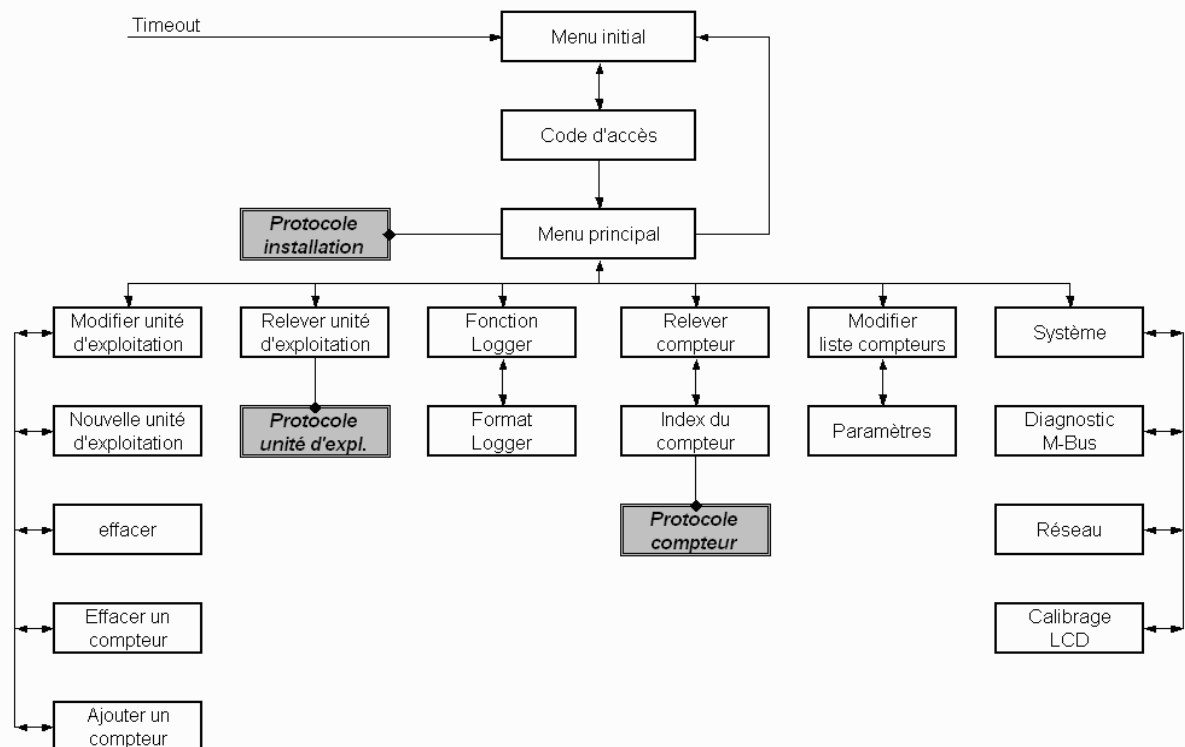 Timeout
Menu initial
Code d'accès
Protocole
installation
Menu principal
Modifier unité
d'exploitation
Relever unité
d'exploitation
Fonction
Logger
Relever
compteur
Modifier
liste compteurs
Système
Nouvelle unité
d'exploitation
Protocole
unité d'expl.
Format
Logger
Index du
compteur
Paramètres
Diagnostic
M-Bus
effacer
Protocole
compteur
Réseau
Effacer un
compteur
Calibrage
LCD
Ajouter un
compteur